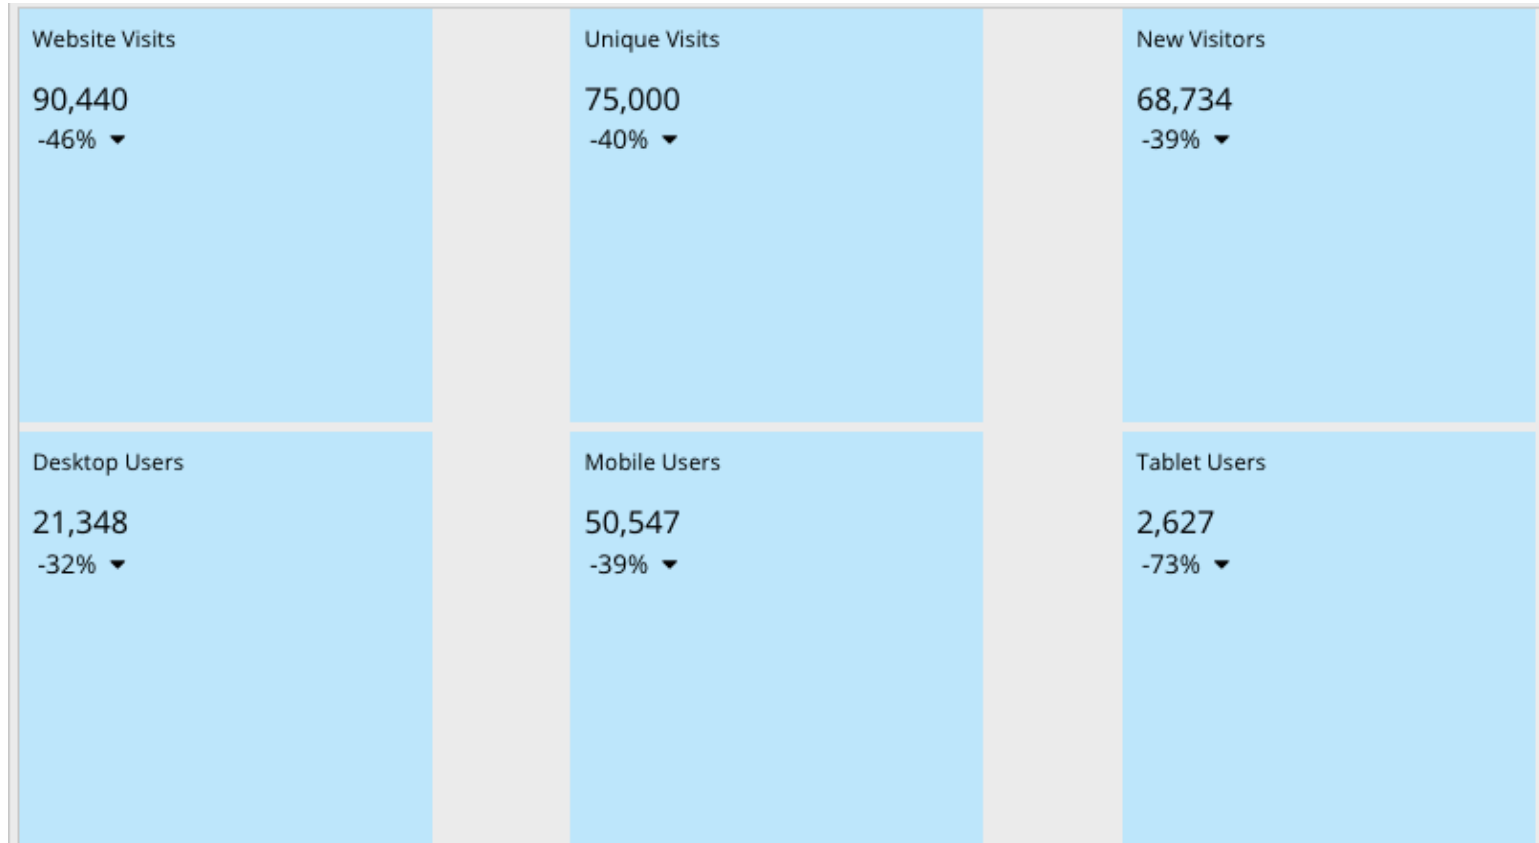 Website Visits
90,440
-46%
Unique Visits
75,000
-40%
New Visitors
68,734
-39%
Desktop Users
21,348
-32%
Mobile Users
50,547
-39%
Tablet Users
2,627
-73%